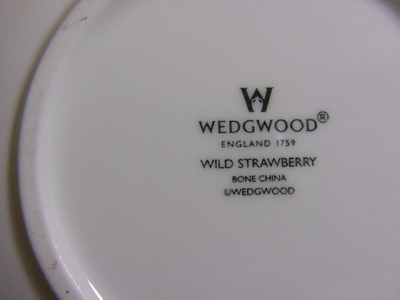 W
WEDGWOOD®
ENGLAND 1759
WILD STRAWBERRY
BONE CHINA
©WEDGWOOD